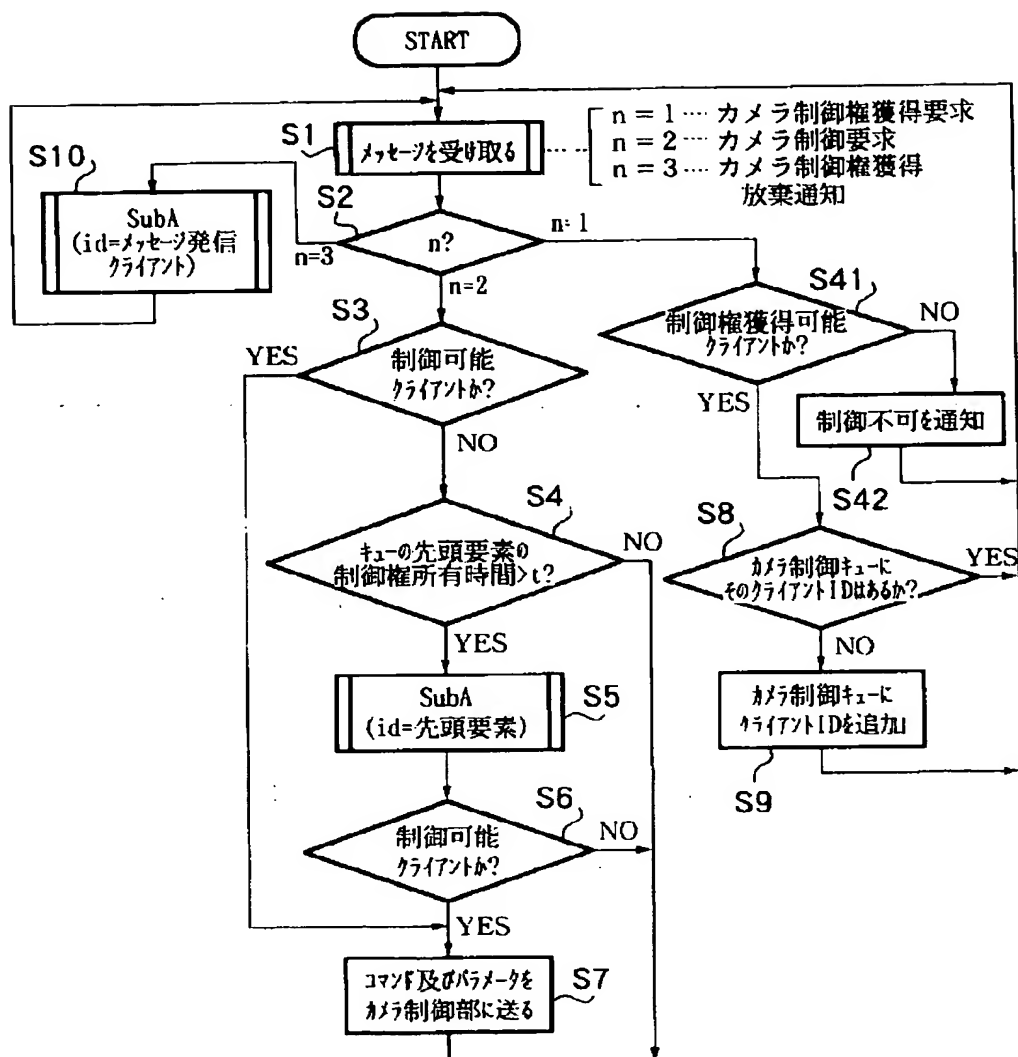 START
S1
メッセージを受け取る
n = 1 … カメラ制御権獲得要求
n = 2 … カメラ制御要求
n = 3 … カメラ制御権獲得
放棄通知
S10
SubA
(id=メッセージ発信
クライアント)
S2
n?
n=1
n=3
n=2
S3
制御可能
クライアントか?
YES
NO
S41
制御権獲得可能
クライアントか?
NO
YES
制御不可を通知
S42
S4
キューの先頭要素の
制御権所有時間>t?
NO
YES
S8
カメラ制御キューに
そのクライアントIDはあるか?
YES
NO
SubA
(id=先頭要素)
S5
カメラ制御キューに
クライアントIDを追加
S9
S6
制御可能
クライアントか?
NO
YES
コマンド及びパラメータを
カメラ制御部に送る
S7